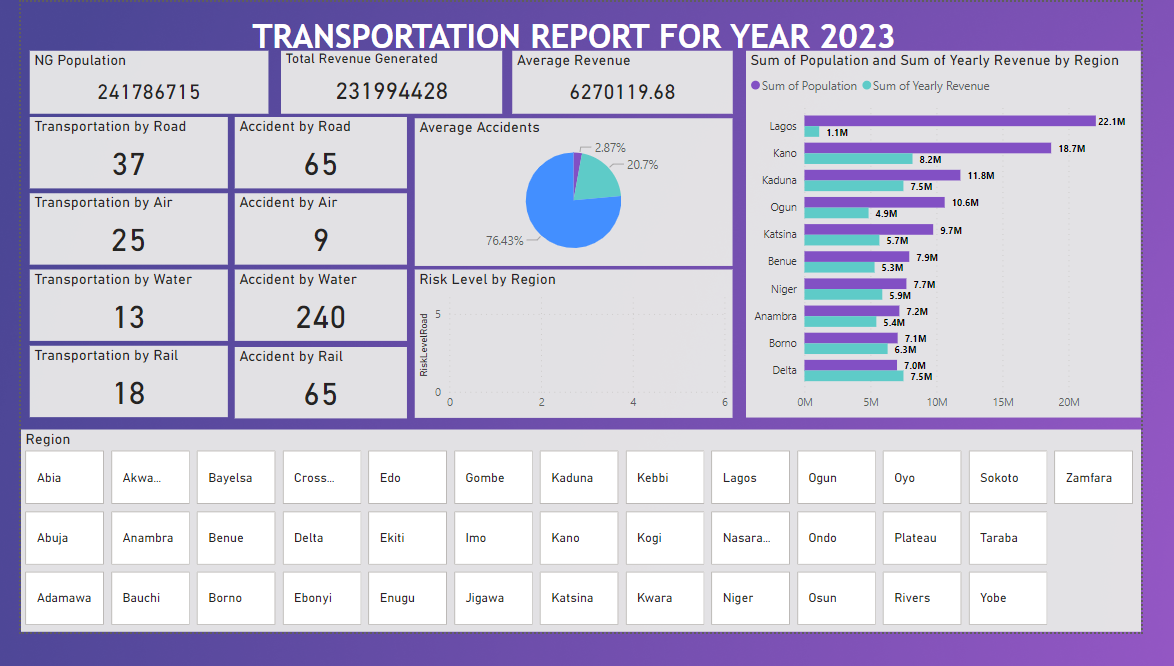 TRANSPORTATION REPORT FOR YEAR 2023
NG Population
241786715
Total Revenue Generated
231994428
Average Revenue
6270119.68
Transportation by Road
37
Accident by Road
65
Transportation by Air
25
Accident by Air
9
Transportation by Water
13
Accident by Water
240
Transportation by Rail
18
Accident by Rail
65
Average Accidents
2.87%
20.7%
76.43%
Risk Level by Region
RiskLevelRoad
5
0
0 2 4 6
Sum of Population and Sum of Yearly Revenue by Region
Sum of Population Sum of Yearly Revenue
Lagos 22.1M
1.1M
Kano 18.7M
8.2M
Kaduna 11.8M
7.5M
Ogun 10.6M
4.9M
Katsina 9.7M
5.7M
Benue 7.9M
5.3M
Niger 7.7M
5.9M
Anambra 7.2M
5.4M
Borno 7.1M
6.3M
Delta 7.0M
7.5M
0M 5M 10M 15M 20M
Region
Abia Akwa... Bayelsa Cross... Edo Gombe Kaduna Kebbi Lagos Ogun Oyo Sokoto Zamfara
Abuja Anambra Benue Delta Ekiti Imo Kano Kogi Nasara... Ondo Plateau Taraba
Adamawa Bauchi Borno Ebonyi Enugu Jigawa Katsina Kwara Niger Osun Rivers Yobe